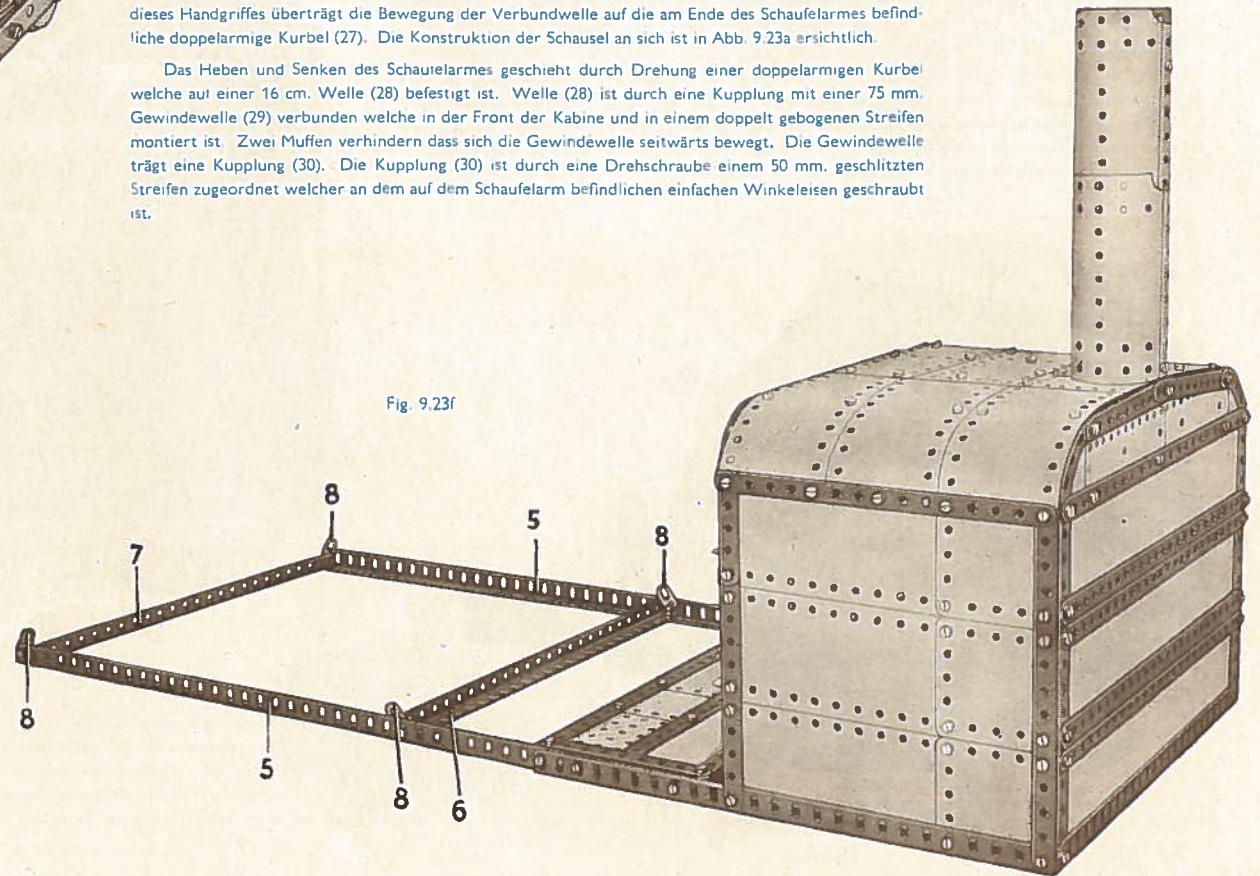 dieses Handgriffes überträgt die Bewegung der Verbundwelle auf die am Ende des Schaufelarmes befind-
liche doppelarmige Kurbel (27). Die Konstruktion der Schausel an sich ist in Abb. 9.23a ersichtlich.
Das Heben und Senken des Schaufelarmes geschieht durch Drehung einer doppelarmigen Kurbel
welche auf einer 16 cm. Welle (28) befestigt ist. Welle (28) ist durch eine Kupplung mit einer 75 mm.
Gewindewelle (29) verbunden welche in der Front der Kabine und in einem doppelt gebogenen Streifen
montiert ist. Zwei Muffen verhindern dass sich die Gewindewelle seitwärts bewegt. Die Gewindewelle
trägt eine Kupplung (30). Die Kupplung (30) ist durch eine Drehschraube einem 50 mm. geschlitzten
Streifen zugeordnet welcher an dem auf dem Schaufelarm befindlichen einfachen Winkeleisen geschraubt
ist.
Fig. 9.23f
8
5
8
7
8
5
8
6